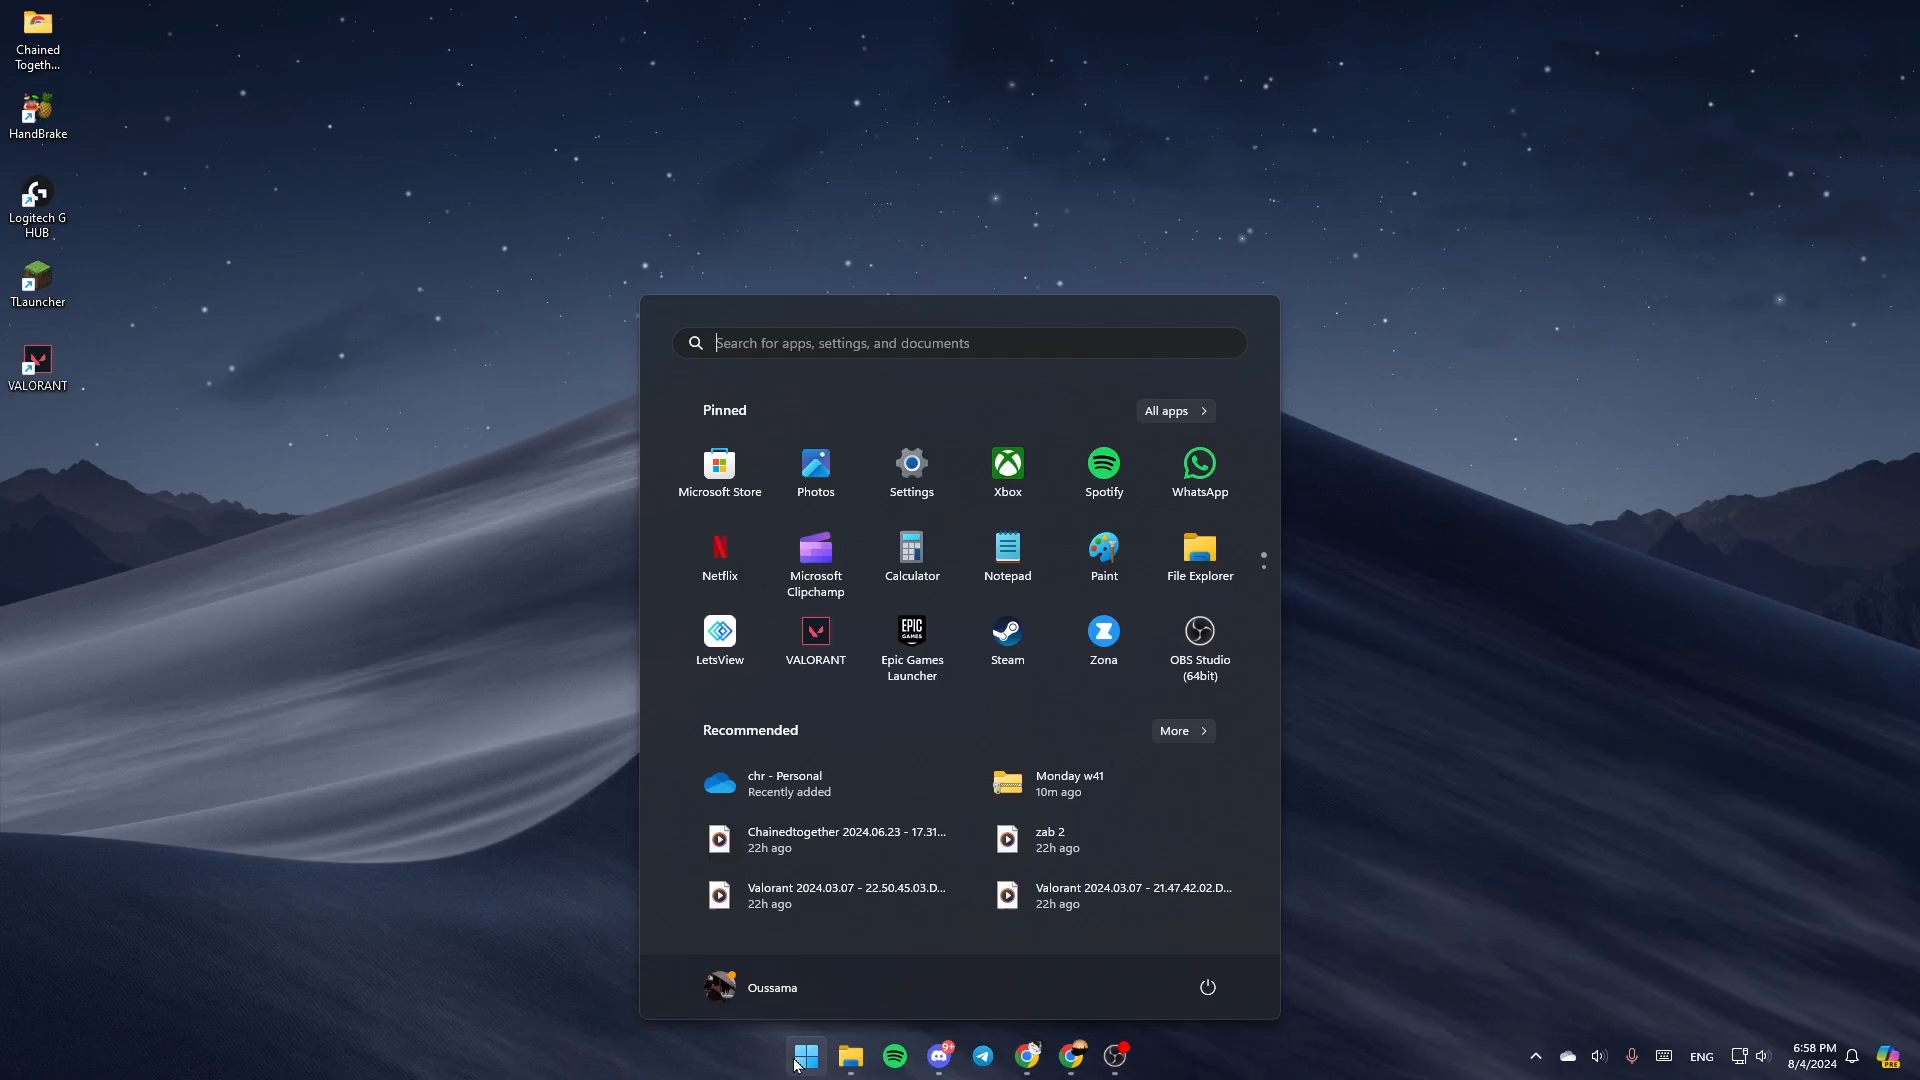 Chained
Togeth...
HandBrake
Logitech G
HUB
TLauncher
VALORANT
Search for apps, settings, and documents
Pinned
All apps
Microsoft Store
Photos
Settings
Xbox
Spotify
WhatsApp
Netflix
Microsoft
Clipchamp
Calculator
Notepad
Paint
File Explorer
LetsView
VALORANT
EPIC
GAMES
Epic Games
Launcher
Steam
Zona
OBS Studio
(64bit)
Recommended
More
chr - Personal
Recently added
Monday w41
10m ago
Chainedtogether 2024.06.23 - 17.31...
22h ago
zab 2
22h ago
Valorant 2024.03.07 - 22.50.45.03.D...
22h ago
Valorant 2024.03.07 - 21.47.42.02.D...
22h ago
Oussama
9+
ENG
6:58 PM
8/4/2024
PRE